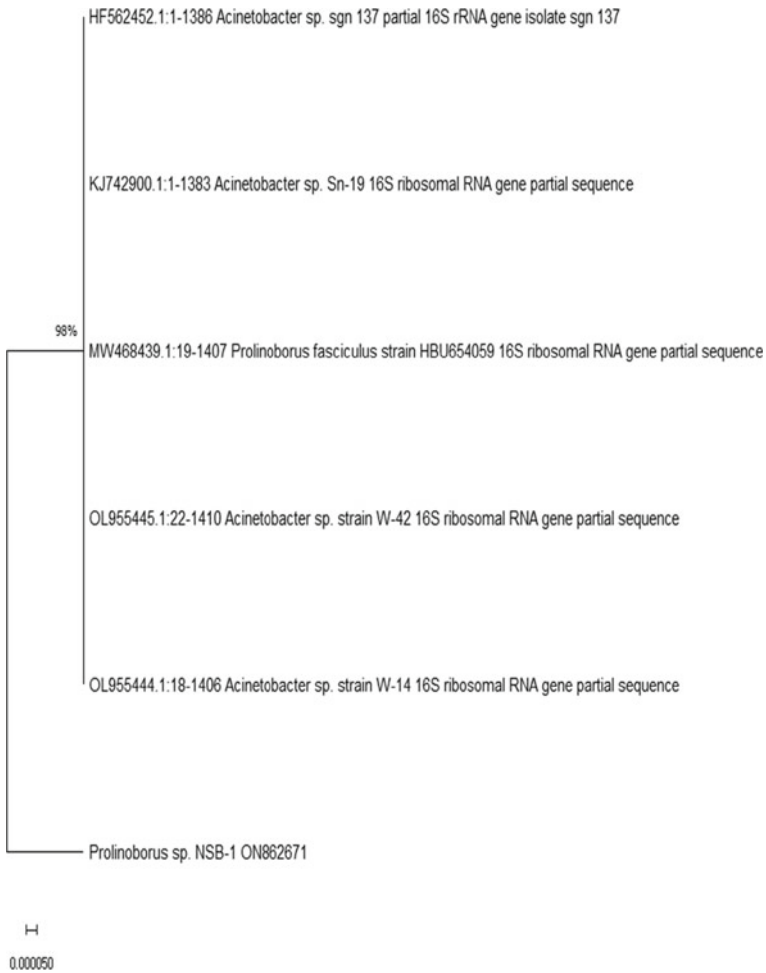 HF562452.1:1-1386 Acinetobacter sp. sgn 137 partial 16S rRNA gene isolate sgn 137
KJ742900.1:1-1383 Acinetobacter sp. Sn-19 16S ribosomal RNA gene partial sequence
98%
MW468439.1:19-1407 Prolinoborus fasciculus strain HBU654059 16S ribosomal RNA gene partial sequence
OL955445.1:22-1410 Acinetobacter sp. strain W-42 16S ribosomal RNA gene partial sequence
OL955444.1:18-1406 Acinetobacter sp. strain W-14 16S ribosomal RNA gene partial sequence
Prolinoborus sp. NSB-1 ON862671
0.000050